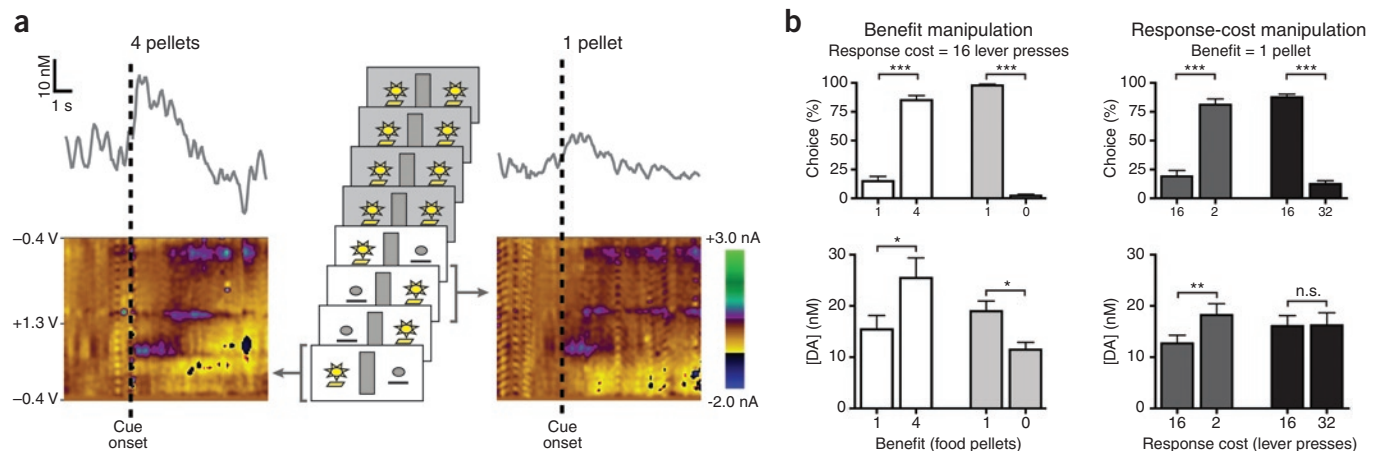 a
4 pellets
1 pellet
10 nM
1 s
–0.4 V
+1.3 V
–0.4 V
+3.0 nA
-2.0 nA
Cue
onset
Cue
onset
b
Benefit manipulation
Response cost = 16 lever presses
Choice (%)
100
75
50
25
0
***
***
1 4 1 0
[DA] (nM)
30
20
10
0
*
*
1 4 1 0
Benefit (food pellets)
Response-cost manipulation
Benefit = 1 pellet
Choice (%)
100
75
50
25
0
***
***
16 2 16 32
[DA] (nM)
30
20
10
0
**
n.s.
16 2 16 32
Response cost (lever presses)